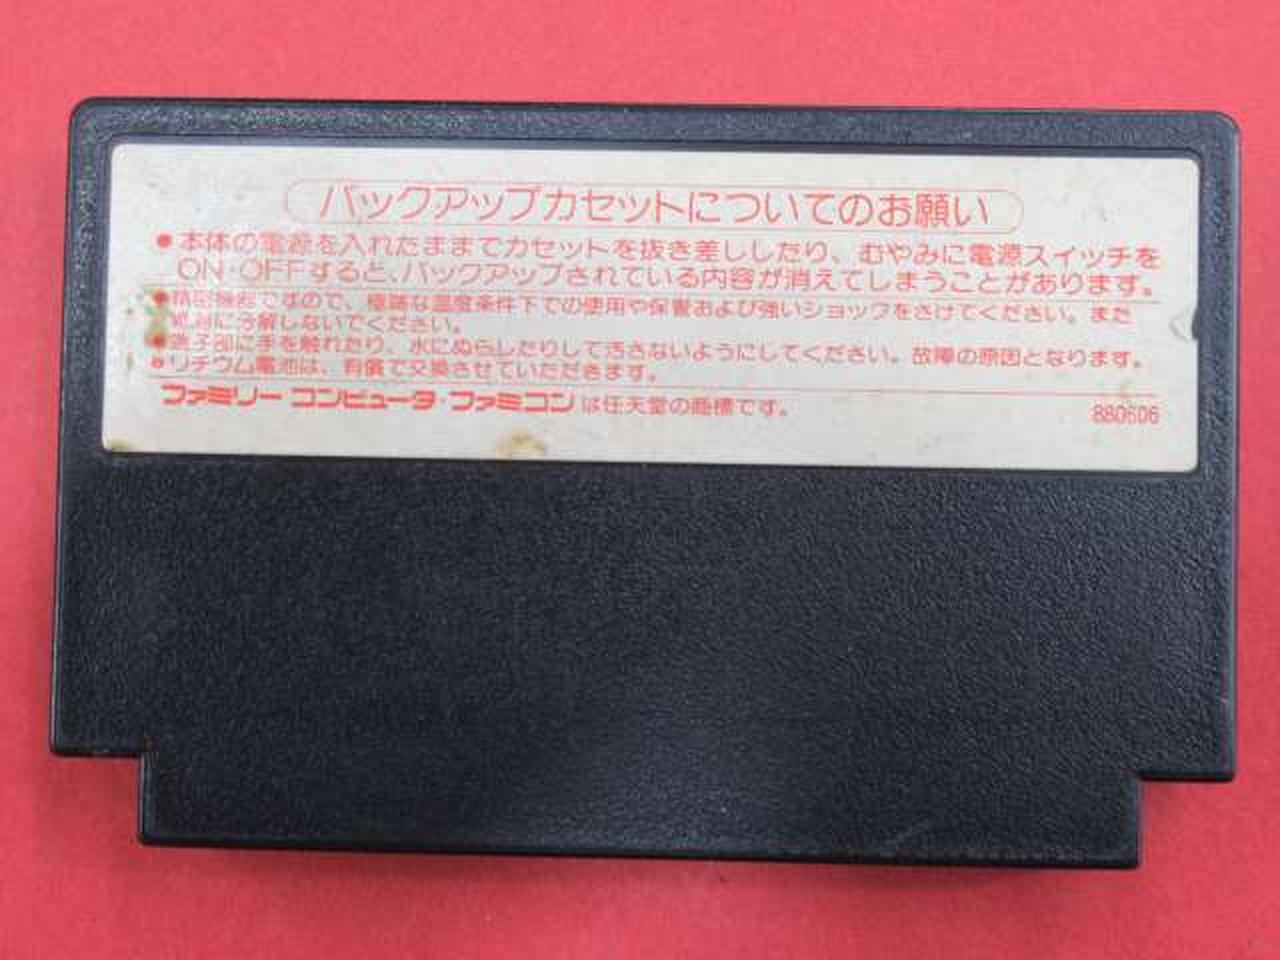 バックアップカセットについてのお願い
●本体の電源を入れたままでカセットを抜き差ししたり、むやみに電源スイッチを
ON・OFFすると、バックアップされている内容が消えてしまうことがあります。
●精密機器ですので、極端な温度条件下での使用や保管および強いショックをさけてください。また
絶対に分解しないでください。
●端子部に手を触れたり、水にぬらしたりして汚さないようにしてください。故障の原因となります。
●リチウム電池は、有償で交換させていただきます。
ファミリー コンピュータ・ファミコンは任天堂の商標です。
880606